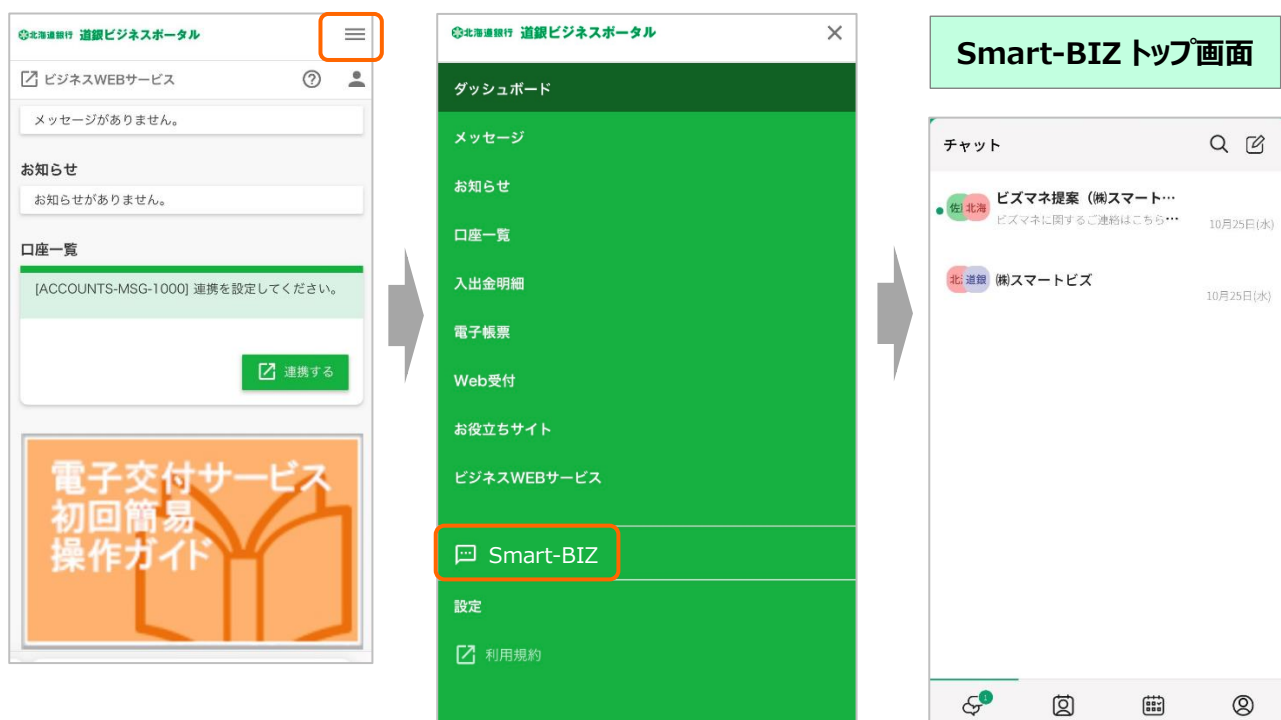 北海道銀行 道銀ビジネスポータル
ビジネスWEBサービス
メッセージがありません。
お知らせ
お知らせがありません。
口座一覧
[ACCOUNTS-MSG-1000] 連携を設定してください。
連携する
電子交付サービス
初回簡易
操作ガイド
北海道銀行 道銀ビジネスポータル
ダッシュボード
メッセージ
お知らせ
口座一覧
入出金明細
電子帳票
Web受付
お役立ちサイト
ビジネスWEBサービス
Smart-BIZ
設定
利用規約
Smart-BIZ トップ画面
チャット
佐 北海 ビズマネ提案（㈱スマート…
ビズマネに関するご連絡はこちら… 10月25日(水)
北 道銀 ㈱スマートビズ
10月25日(水)
1